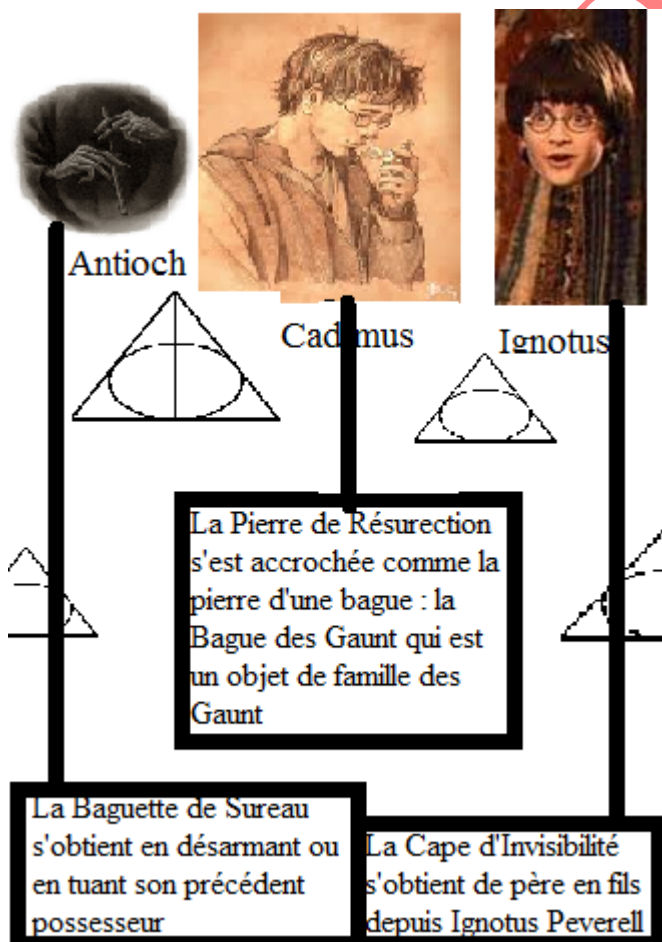 Antioch
Cadmus
Ignotus
La Pierre de Résurection
s'est accrochée comme la
pierre d'une bague : la
Bague des Gaunt qui est
un objet de famille des
Gaunt
La Baguette de Sureau
s'obtient en désarmant ou
en tuant son précédent
possesseur
La Cape d'Invisibilité
s'obtient de père en fils
depuis Ignotus Peverell